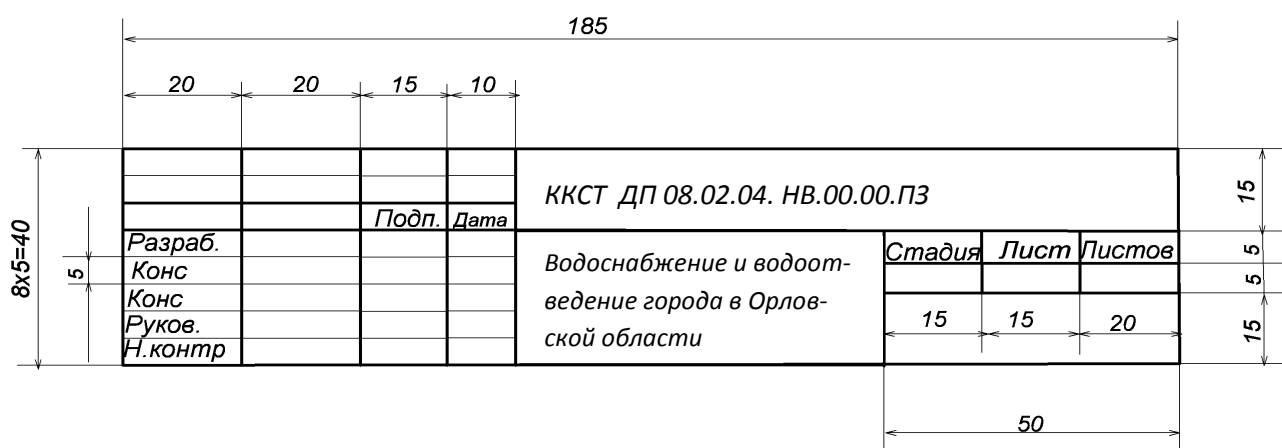 185
20 20 15 10
ККСТ ДП 08.02.04. НВ.00.00.ПЗ
15
Подп. Дата
8х5=40
5
Разраб.
Конс
Конс
Руков.
Н.контр
Водоснабжение и водоот-
ведение города в Орлов-
ской области
Стадия Лист Листов
5
5
15 15 20
15
50